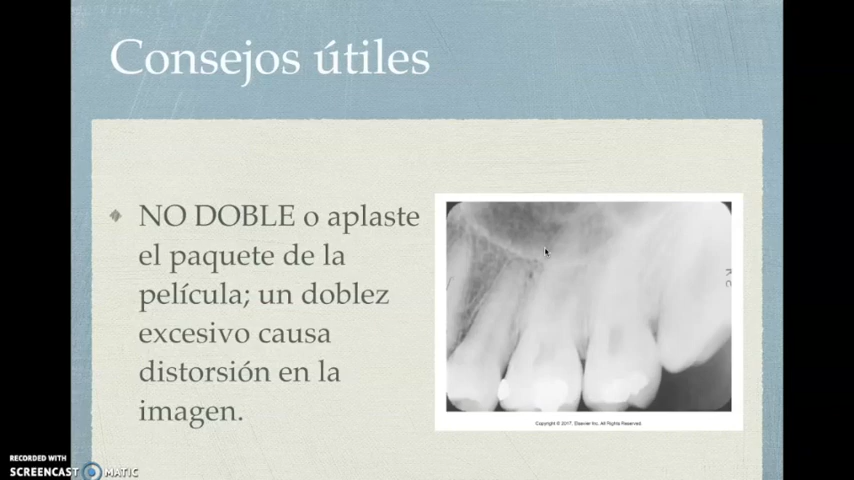 Consejos útiles
NO DOBLE o aplaste
el paquete de la
película; un doblez
excesivo causa
distorsión en la
imagen.
Copyright © 2017, Elsevier Inc. All Rights Reserved.
RECORDED WITH
SCREENCAST MATIC